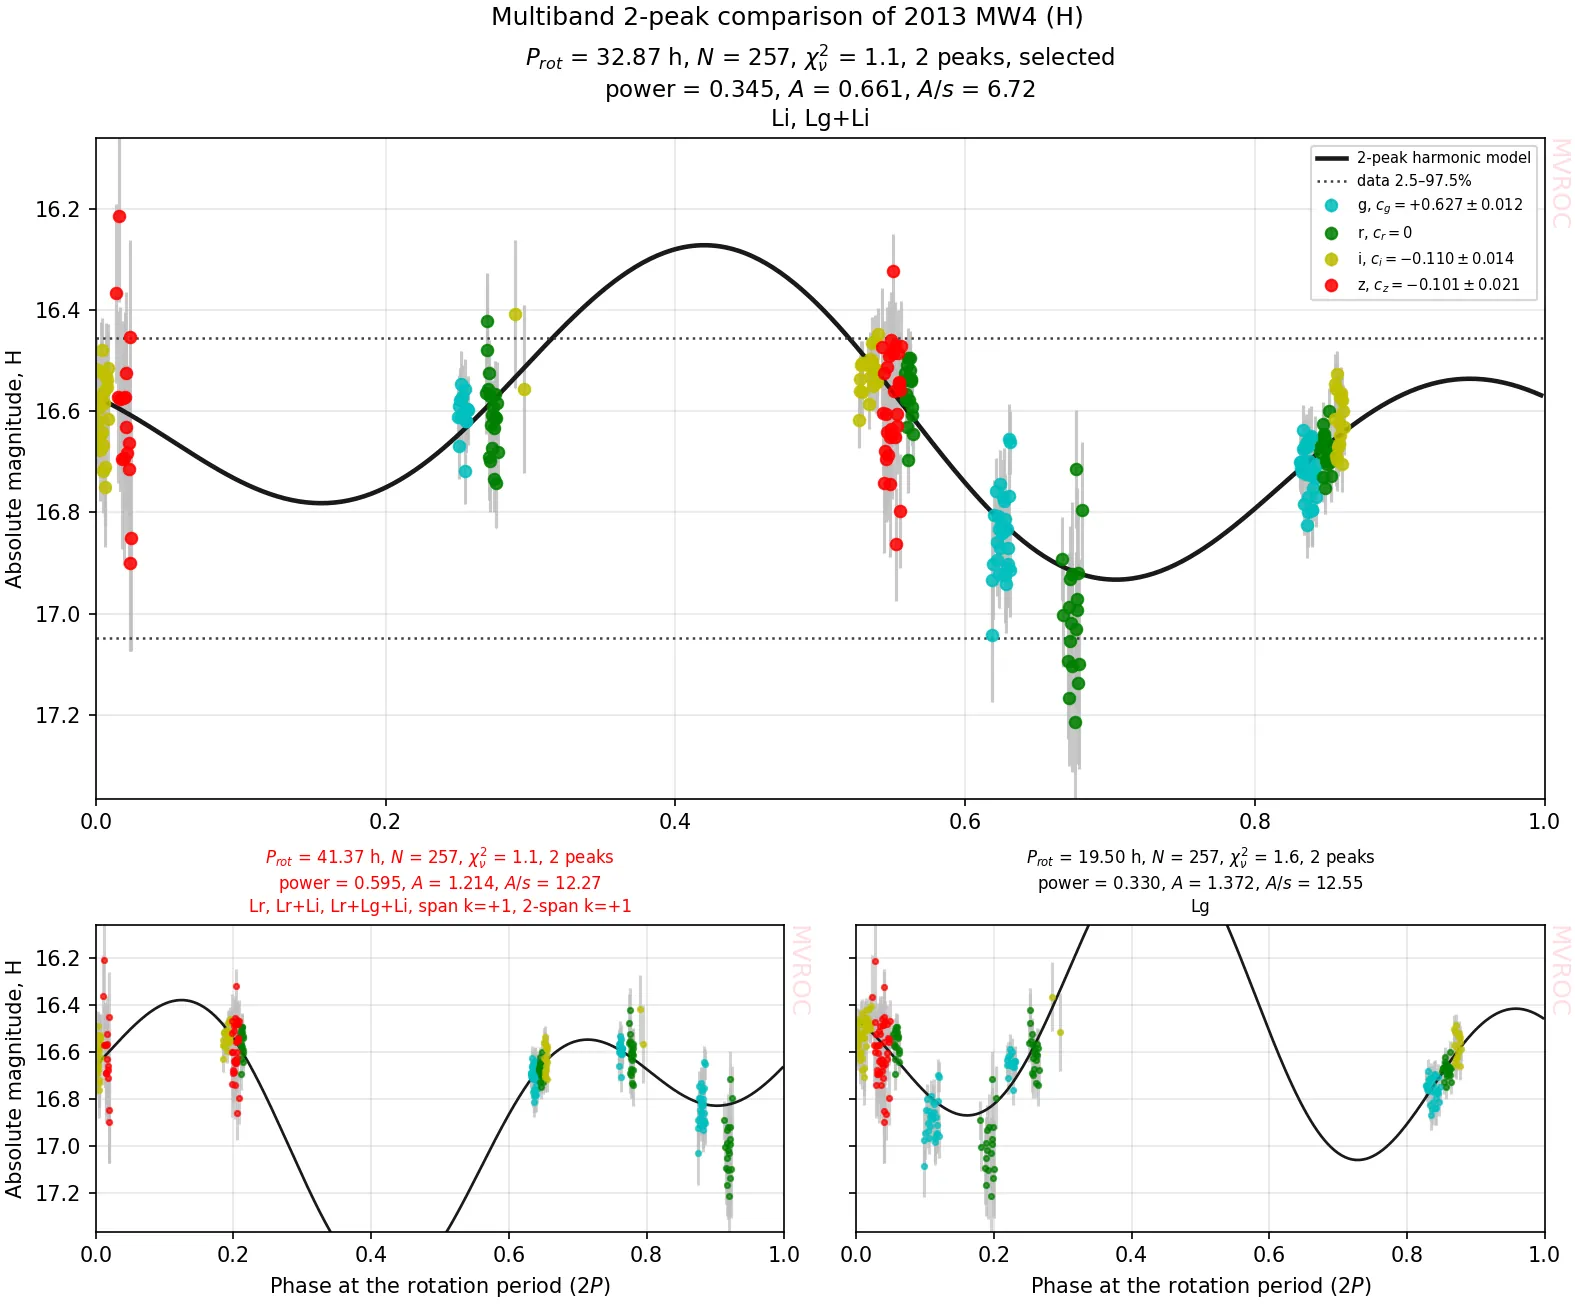 Multiband 2-peak comparison of 2013 MW4 (H)
P_rot = 32.87 h, N = 257, χ²_ν = 1.1, 2 peaks, selected
power = 0.345, A = 0.661, A/s = 6.72
Li, Lg+Li
MVROC
2-peak harmonic model
data 2.5–97.5%
g, c_g = +0.627 ± 0.012
r, c_r = 0
i, c_i = −0.110 ± 0.014
z, c_z = −0.101 ± 0.021
Absolute magnitude, H
16.2
16.4
16.6
16.8
17.0
17.2
0.0 0.2 0.4 0.6 0.8 1.0
P_rot = 41.37 h, N = 257, χ²_ν = 1.1, 2 peaks
power = 0.595, A = 1.214, A/s = 12.27
Lr, Lr+Li, Lr+Lg+Li, span k=+1, 2-span k=+1
MVROC
Absolute magnitude, H
16.2
16.4
16.6
16.8
17.0
17.2
0.0 0.2 0.4 0.6 0.8 1.0
Phase at the rotation period (2P)
P_rot = 19.50 h, N = 257, χ²_ν = 1.6, 2 peaks
power = 0.330, A = 1.372, A/s = 12.55
Lg
MVROC
0.0 0.2 0.4 0.6 0.8 1.0
Phase at the rotation period (2P)